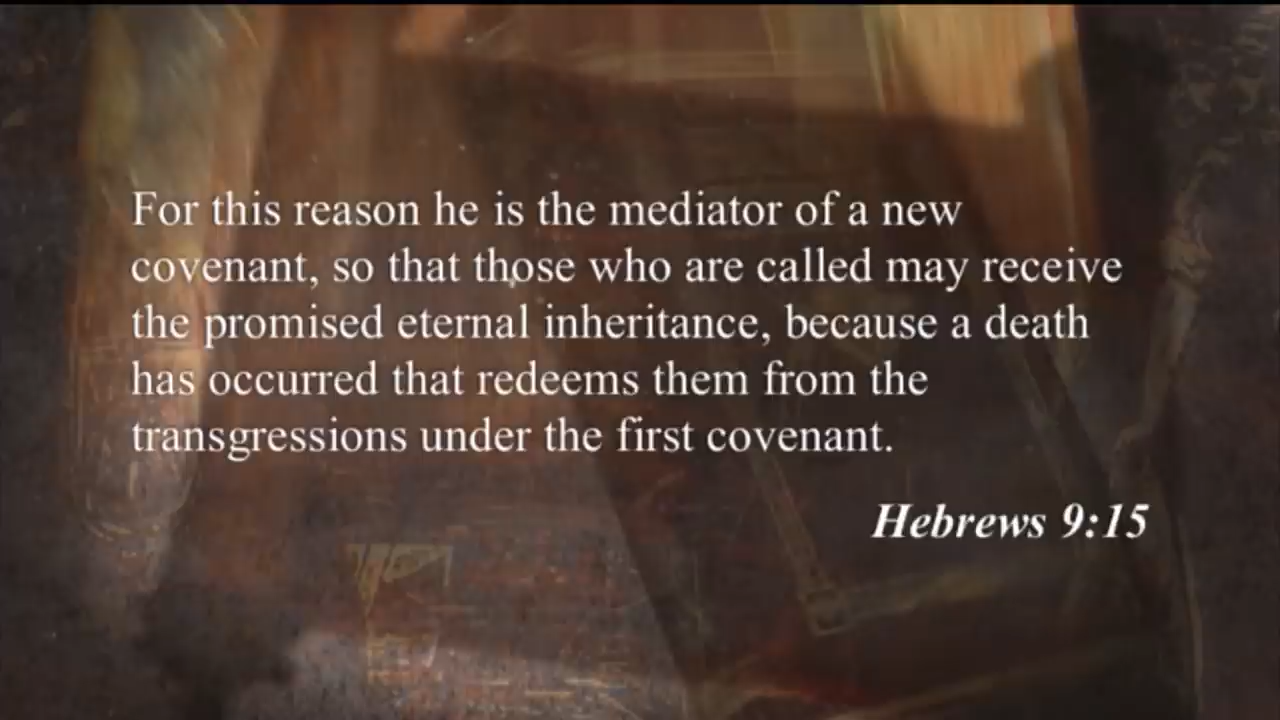 For this reason he is the mediator of a new
covenant, so that those who are called may receive
the promised eternal inheritance, because a death
has occurred that redeems them from the
transgressions under the first covenant.
Hebrews 9:15